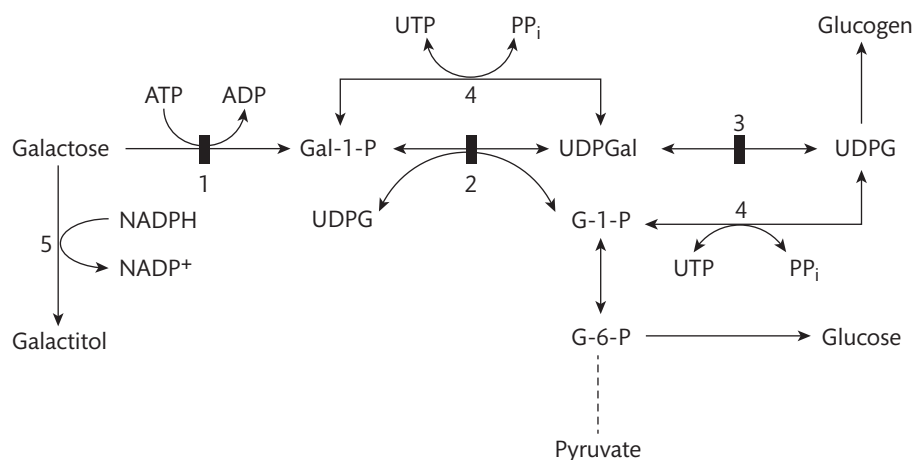 UTP PPi Glucogen
ATP ADP 4
3
Galactose Gal-1-P UDPGal UDPG
1 2
NADPH UDPG G-1-P 4
5
NADP+ UTP PPi
Galactitol G-6-P Glucose
Pyruvate